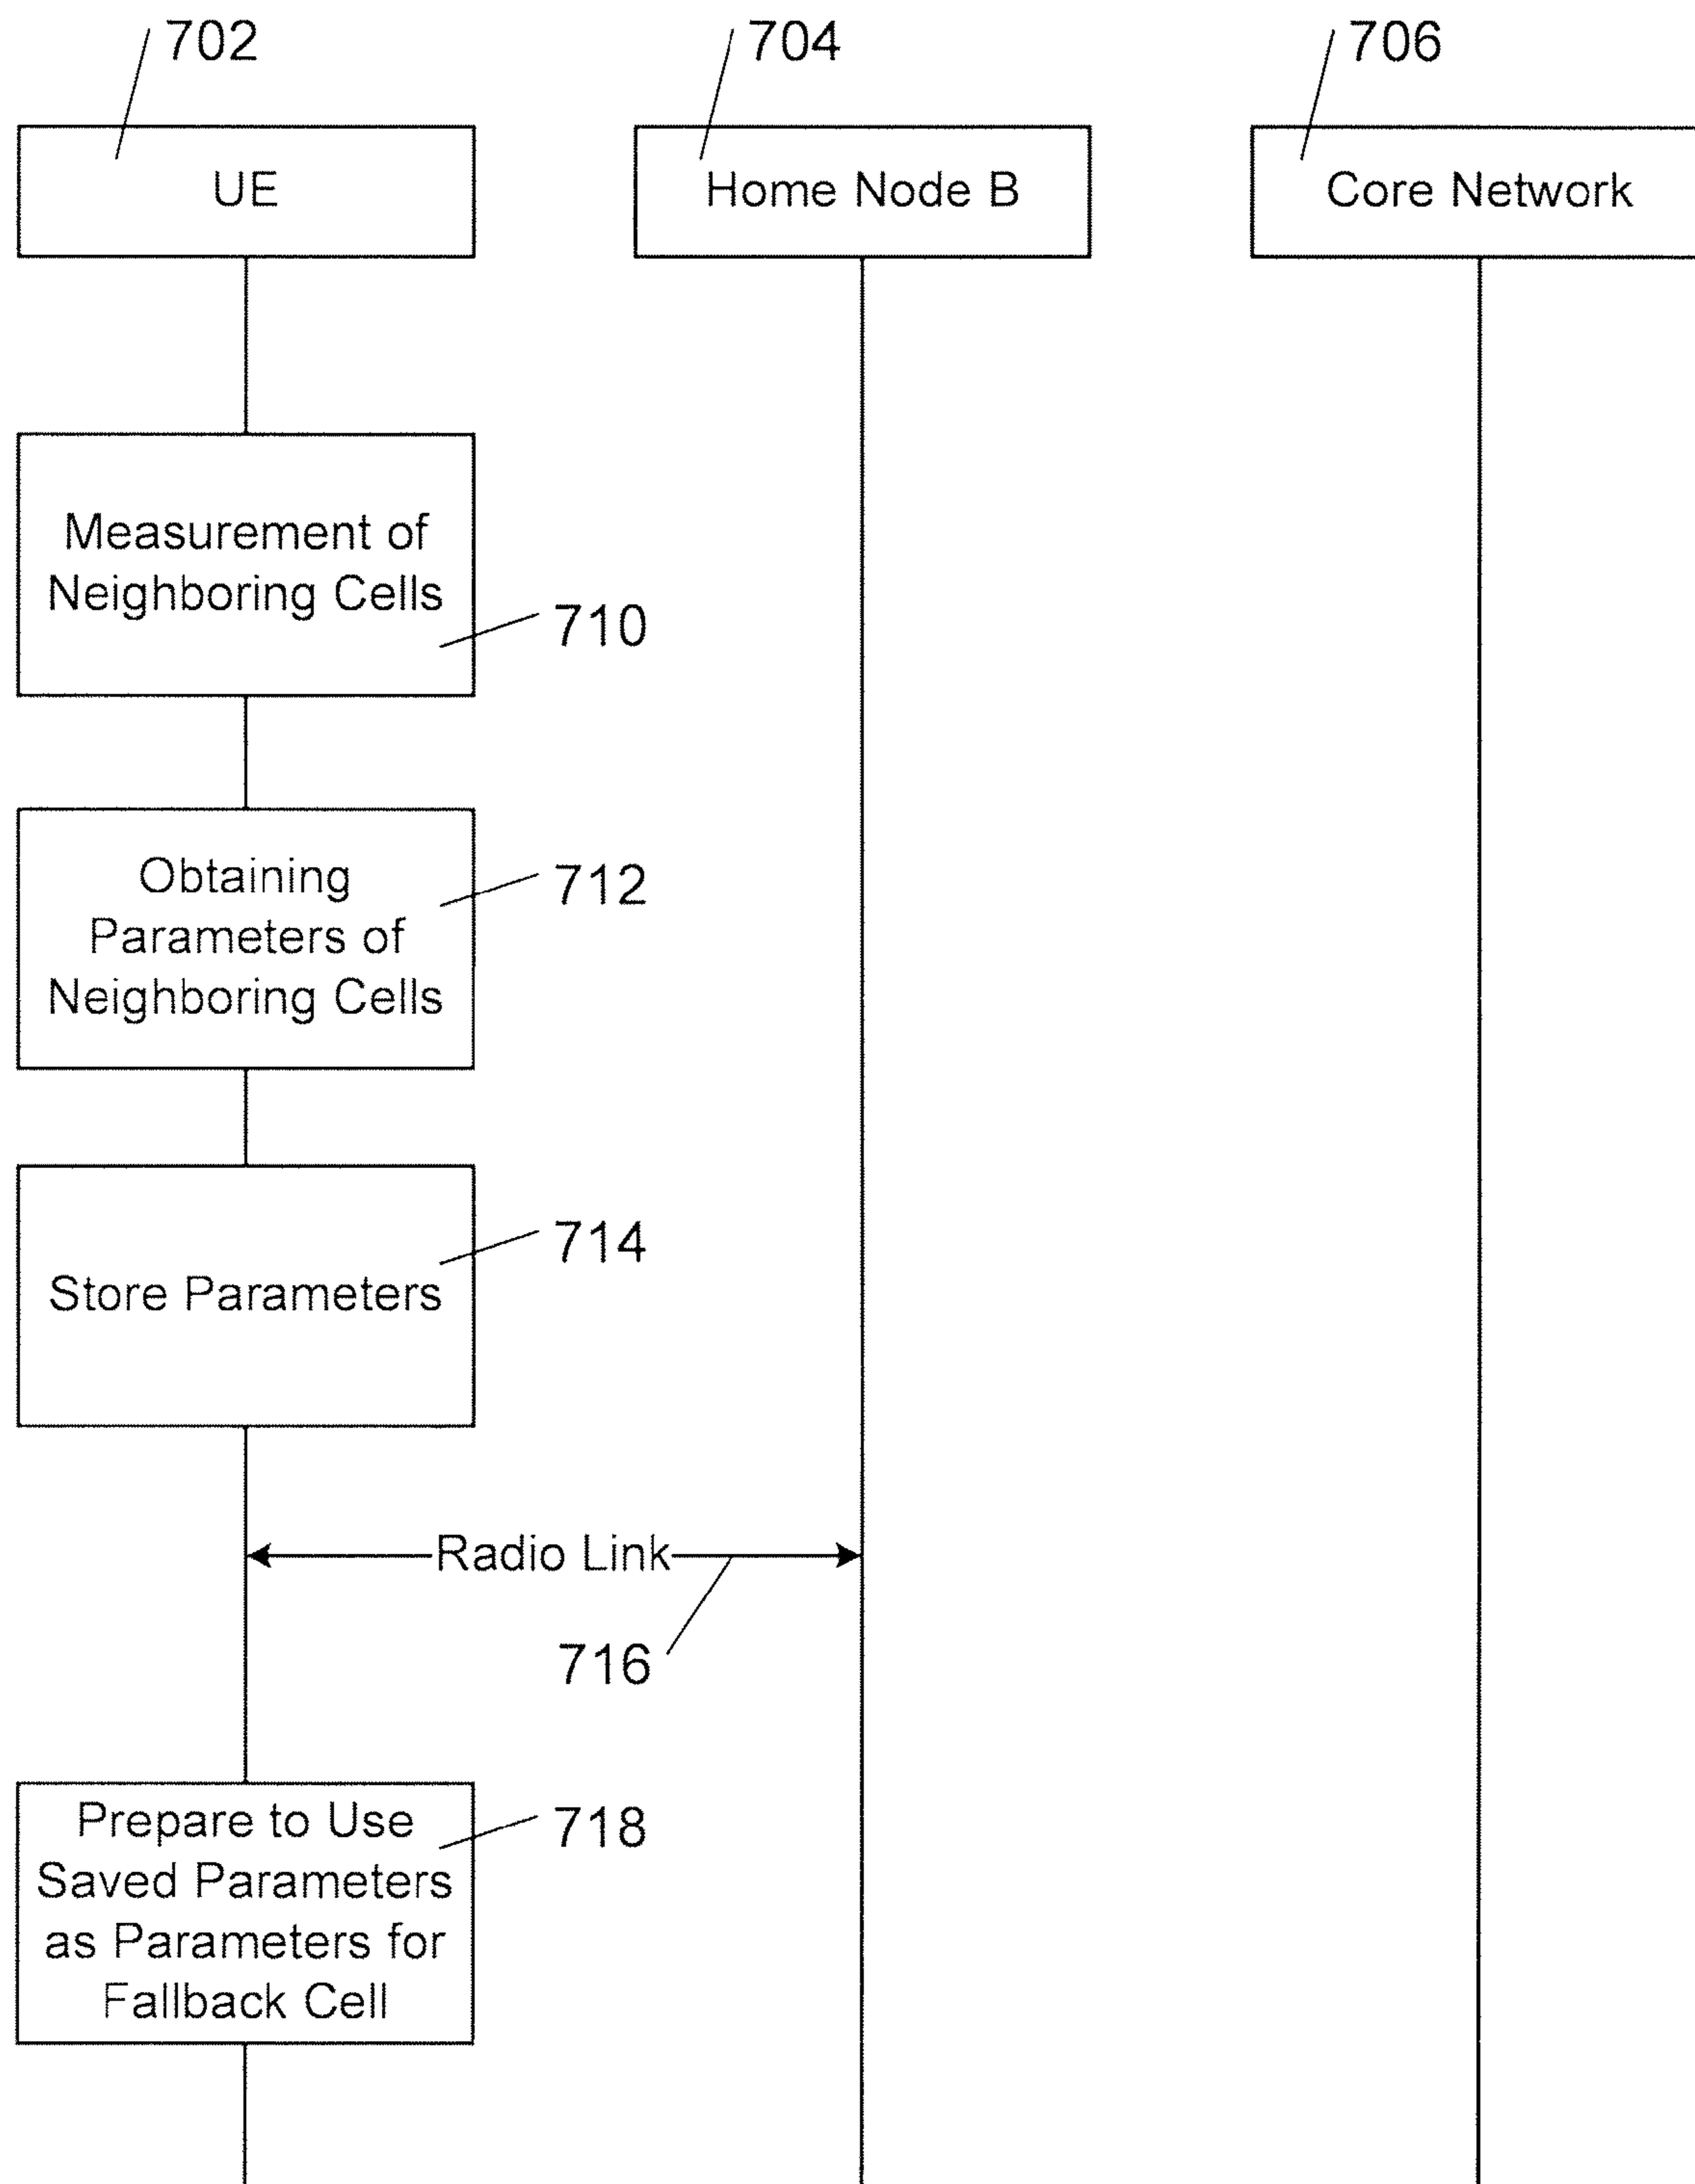 702
704
706
UE
Home Node B
Core Network
Measurement of
Neighboring Cells
710
Obtaining
Parameters of
Neighboring Cells
712
Store Parameters
714
Radio Link
716
Prepare to Use
Saved Parameters
as Parameters for
Fallback Cell
718